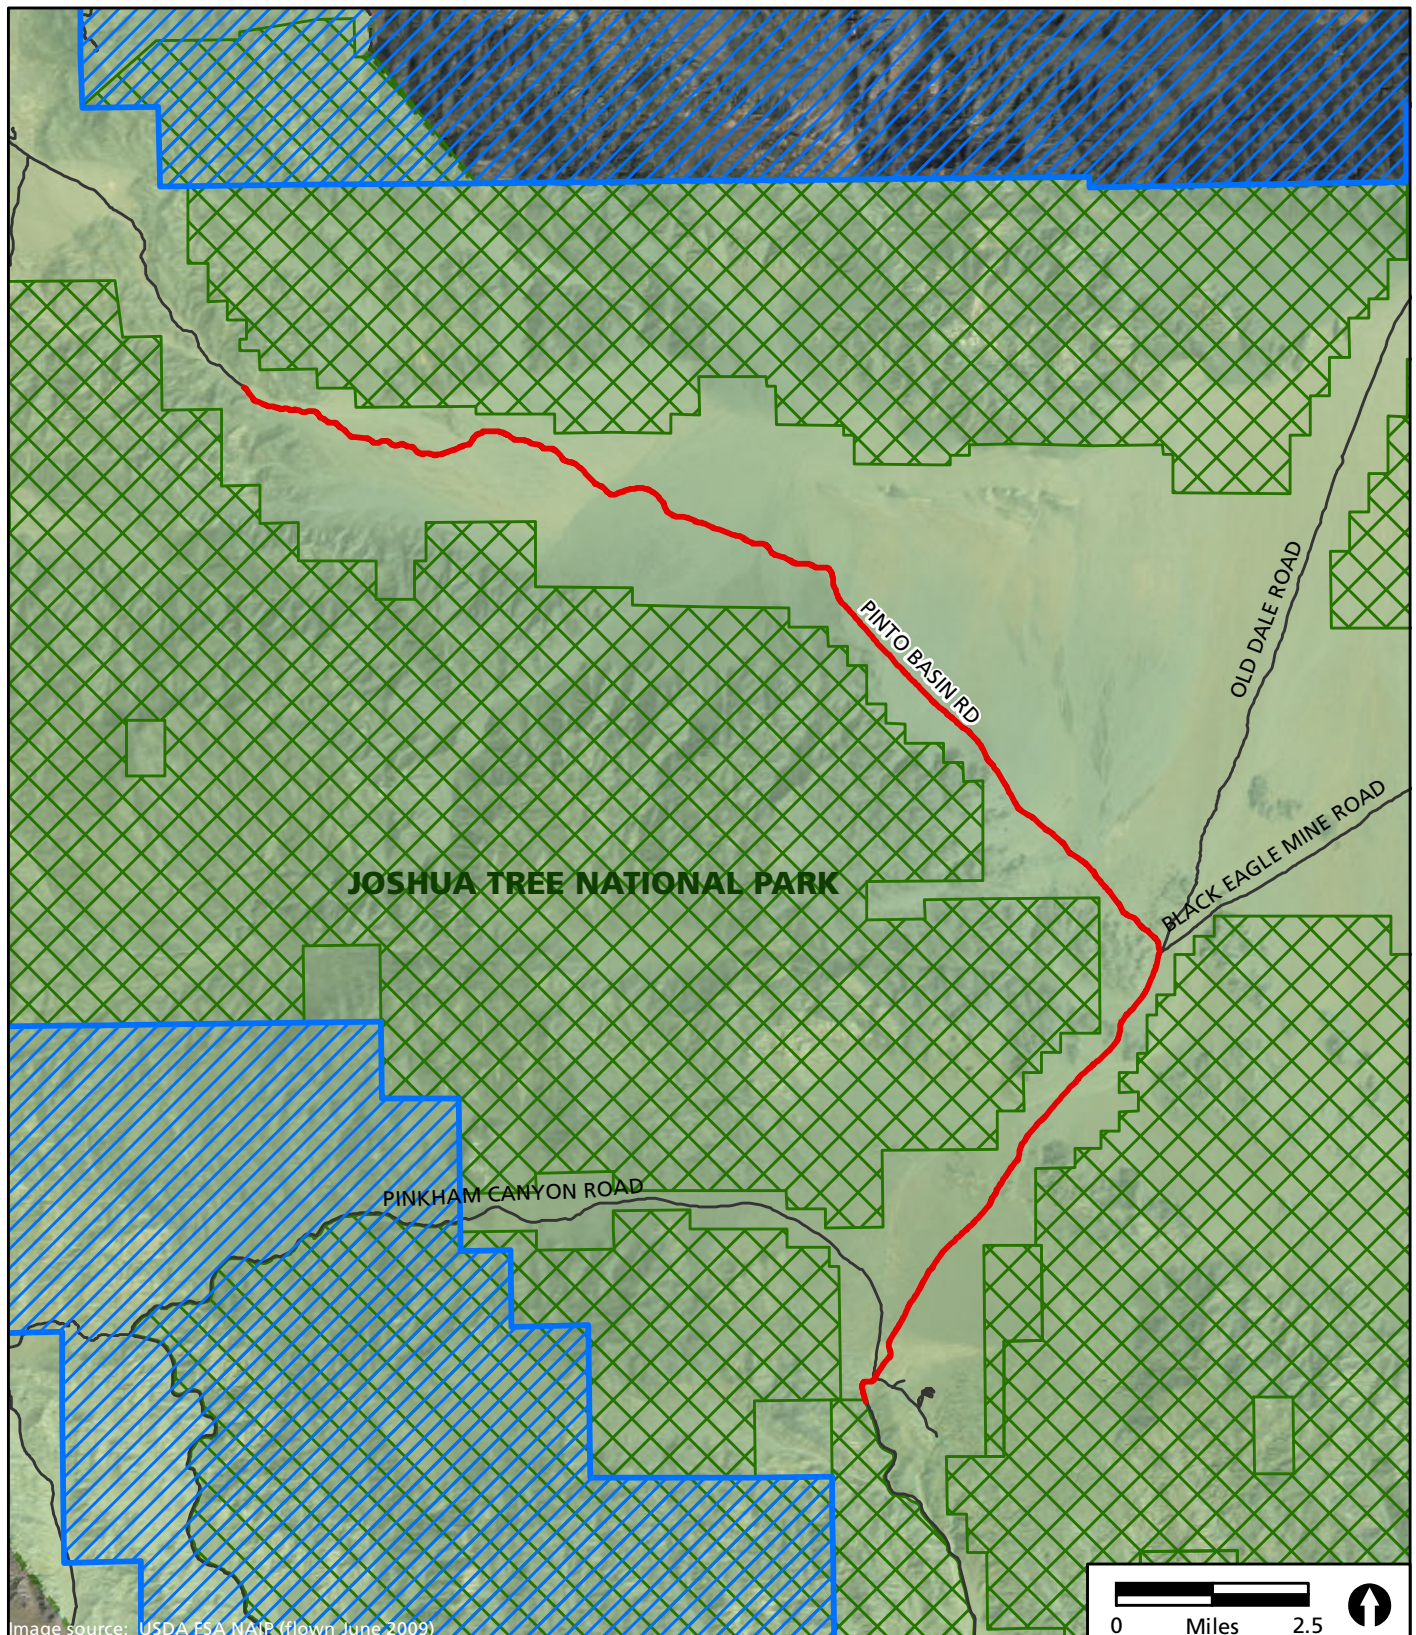 PINTO BASIN RD
OLD DALE ROAD
BLACK EAGLE MINE ROAD
JOSHUA TREE NATIONAL PARK
PINKHAM CANYON ROAD
0 Miles 2.5
Image source: USDA FSA NAIP (flown June 2009)